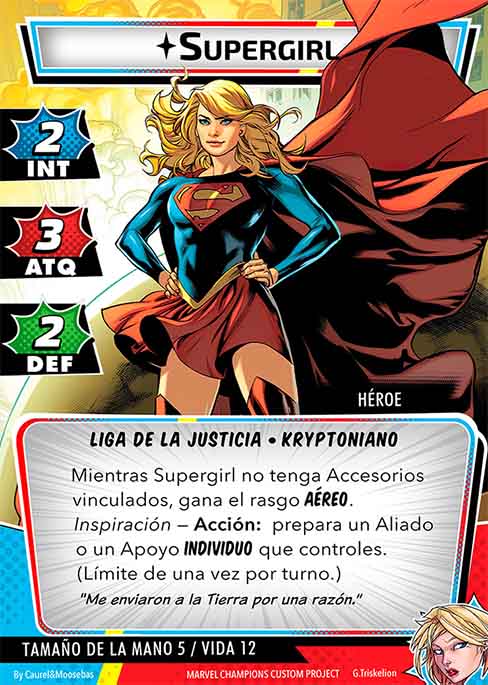 SUPERGIRL
2
INT
3
ATQ
2
DEF
HÉROE
LIGA DE LA JUSTICIA • KRYPTONIANO
Mientras Supergirl no tenga Accesorios
vinculados, gana el rasgo AÉREO.
Inspiración – Acción: prepara un Aliado
o un Apoyo INDIVIDUO que controles.
(Límite de una vez por turno.)
"Me enviaron a la Tierra por una razón."
TAMAÑO DE LA MANO 5 / VIDA 12
By Caurel&Moosebas MARVEL CHAMPIONS CUSTOM PROJECT G.Triskelion